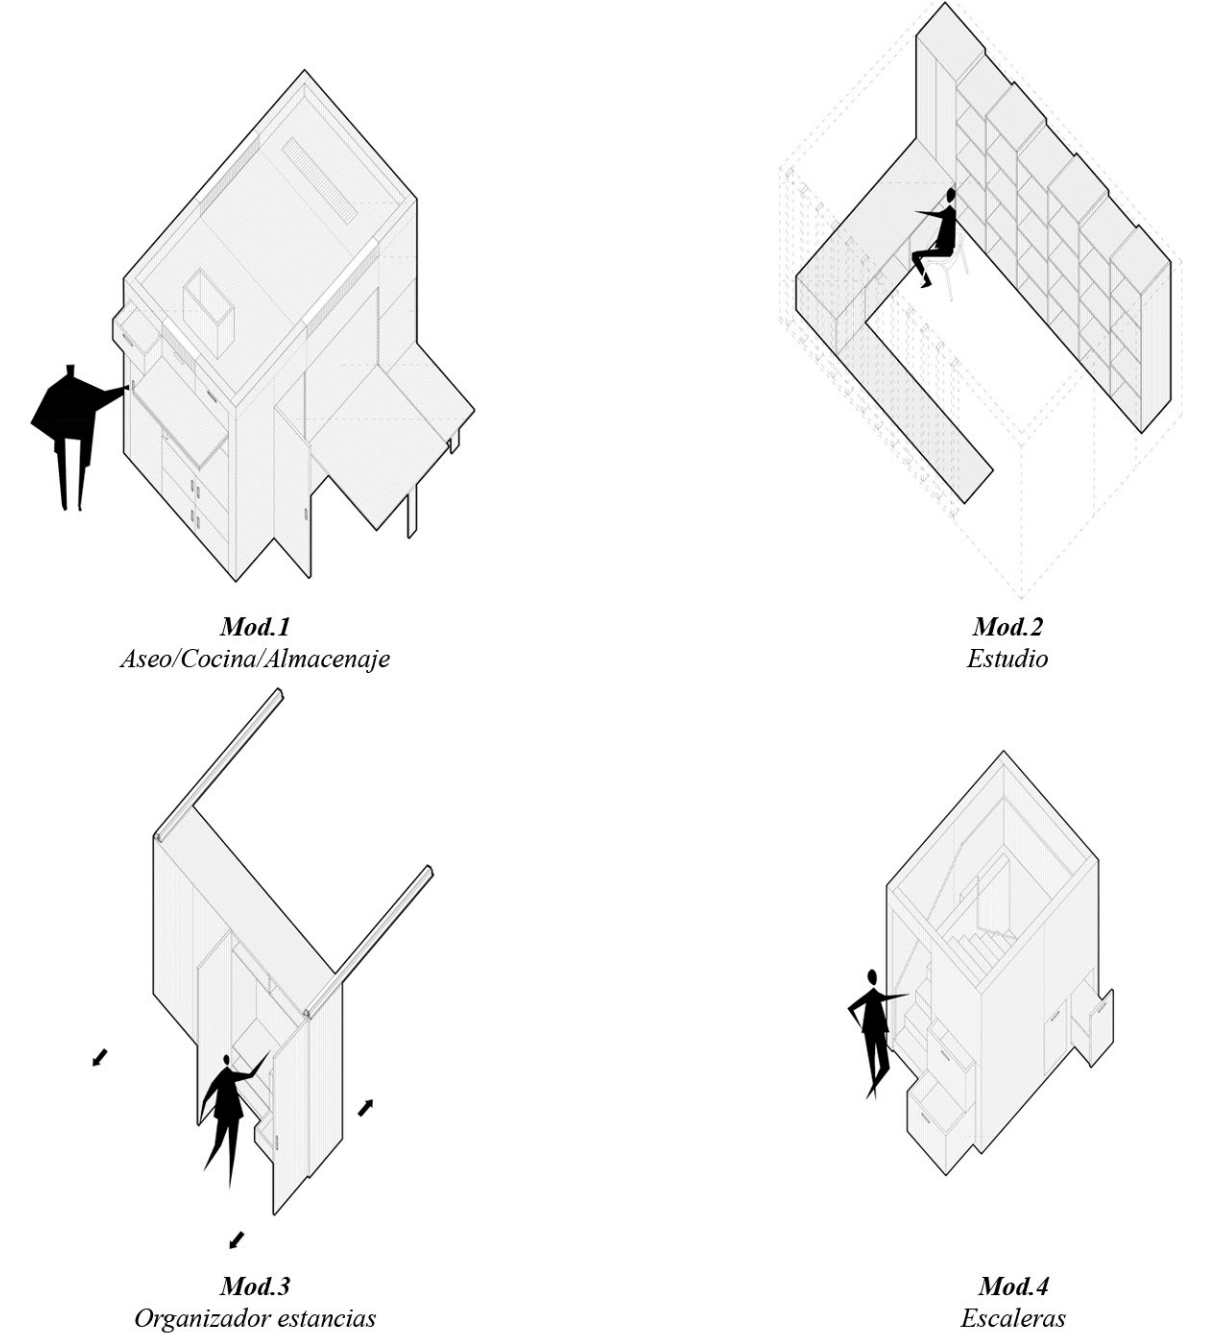 Mod.1
Aseo/Cocina/Almacenaje
Mod.2
Estudio
Mod.3
Organizador estancias
Mod.4
Escaleras